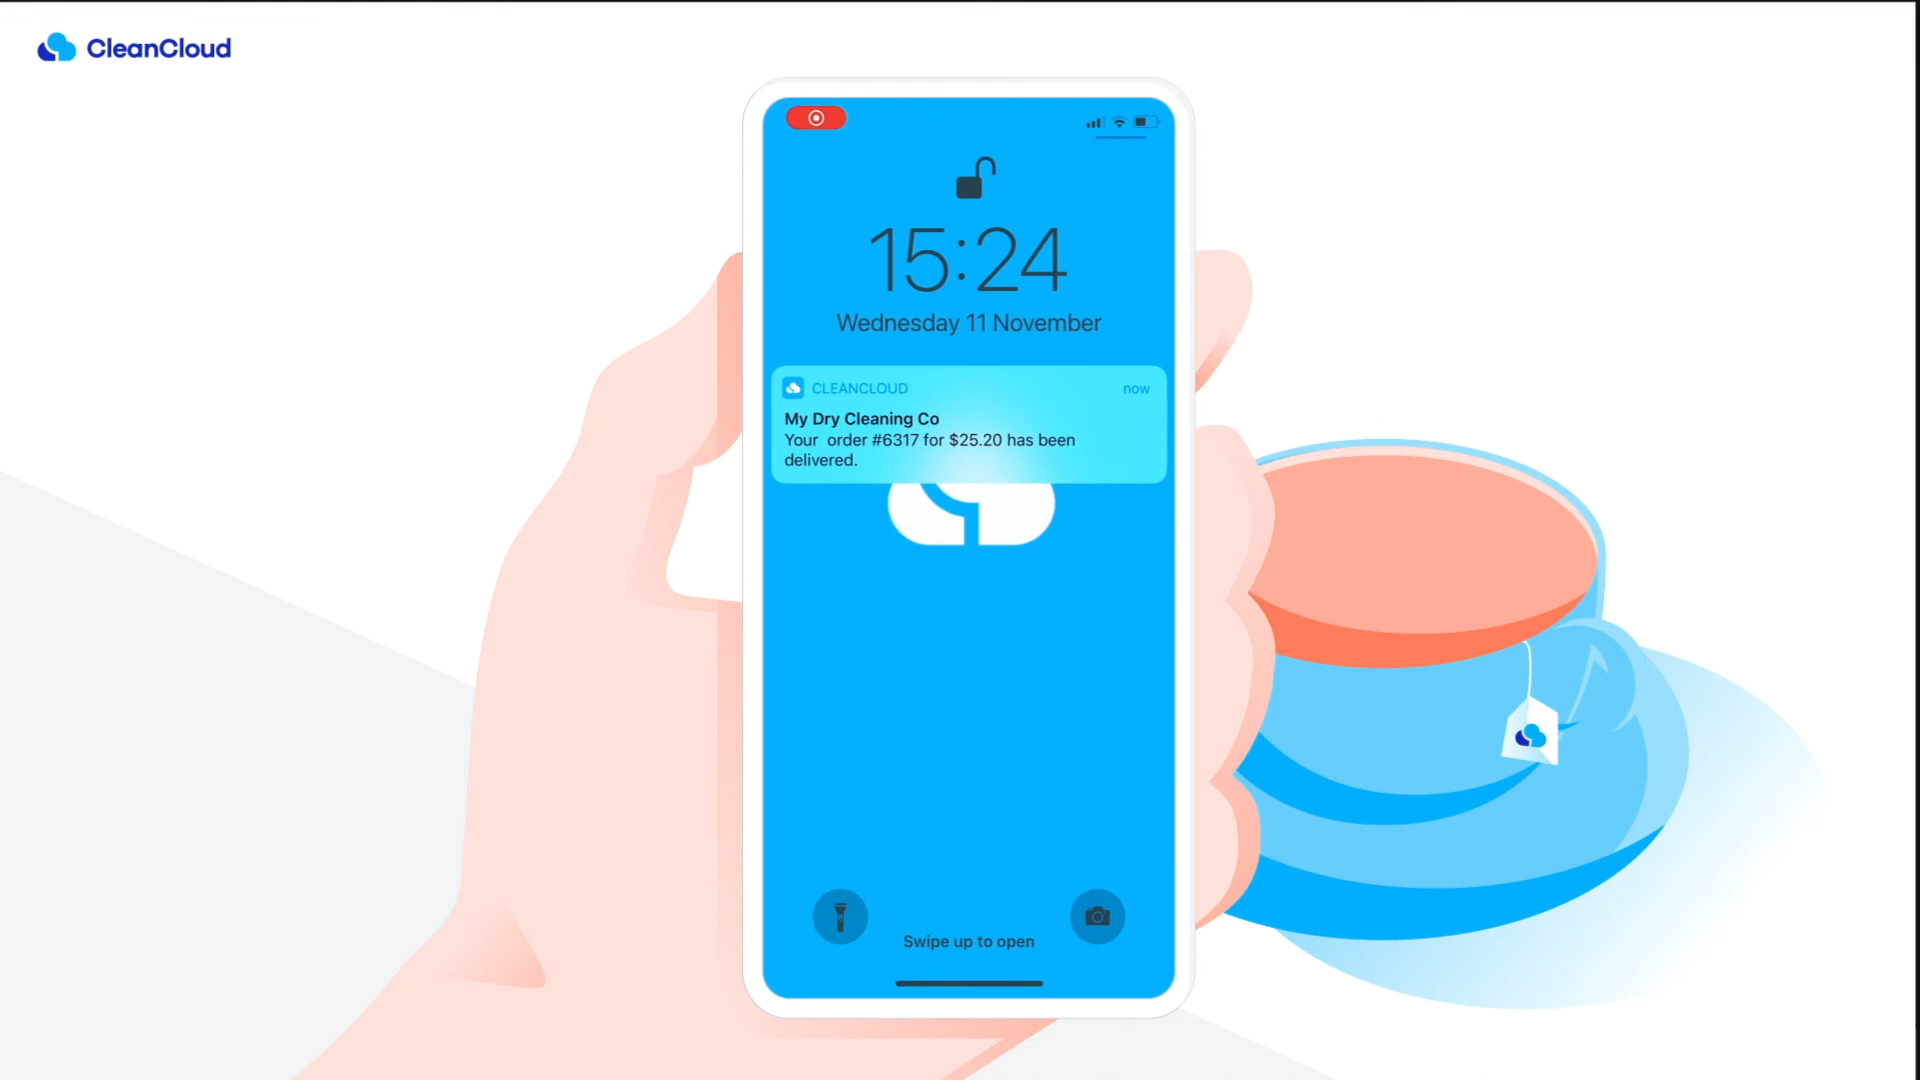 CleanCloud
15:24
Wednesday 11 November
CLEANCLOUD now
My Dry Cleaning Co
Your order #6317 for $25.20 has been
delivered.
Swipe up to open